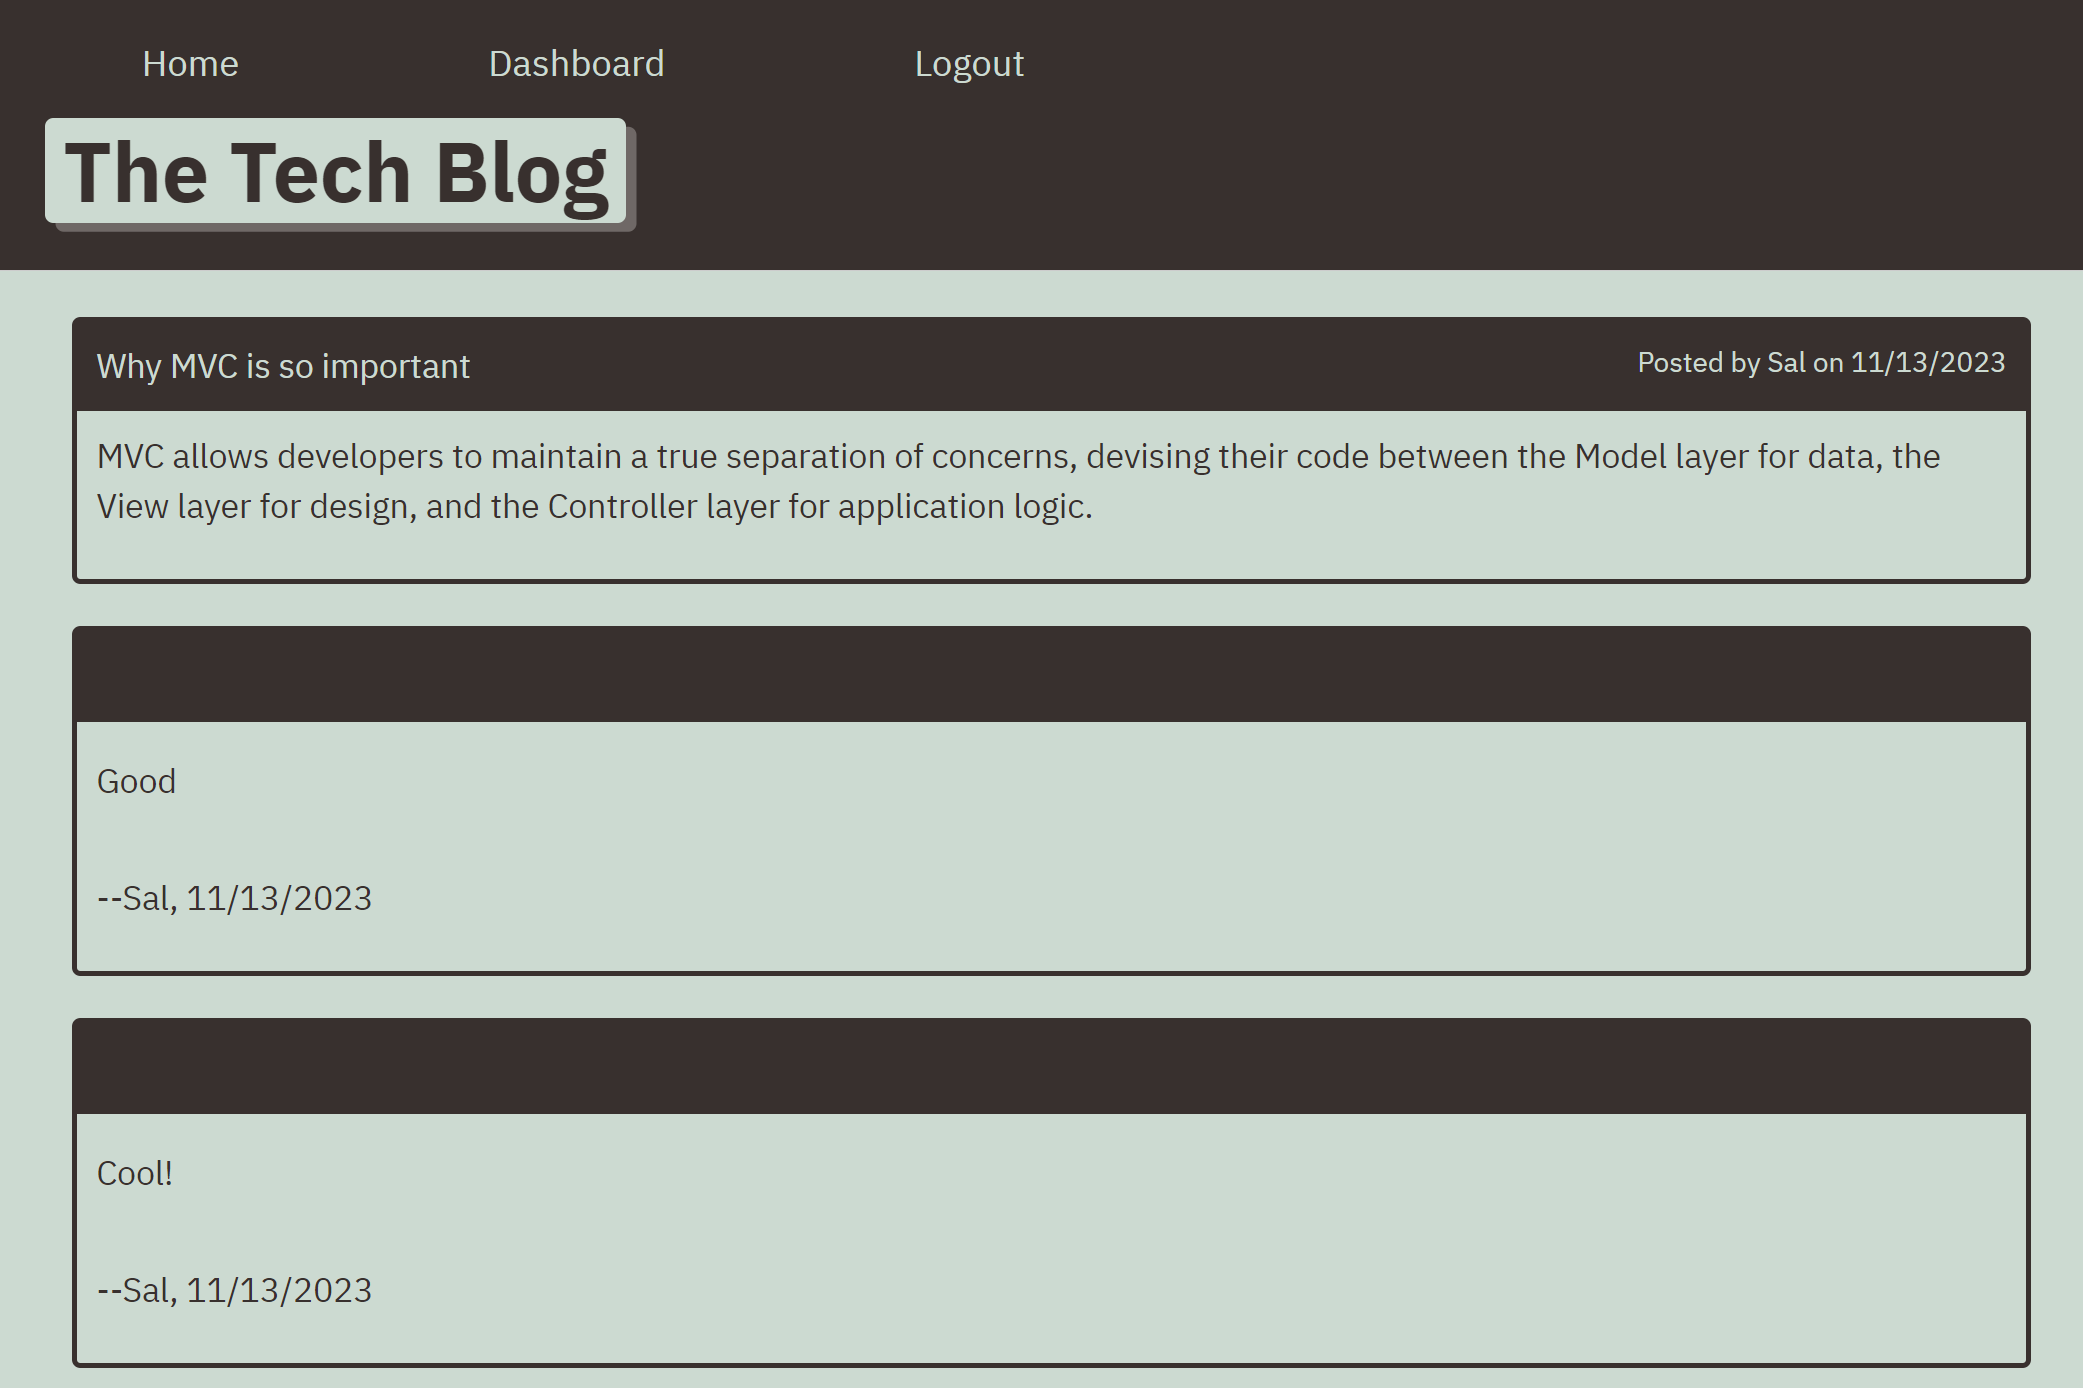 Home Dashboard Logout
The Tech Blog
Why MVC is so important
Posted by Sal on 11/13/2023
MVC allows developers to maintain a true separation of concerns, devising their code between the Model layer for data, the
View layer for design, and the Controller layer for application logic.
Good
--Sal, 11/13/2023
Cool!
--Sal, 11/13/2023